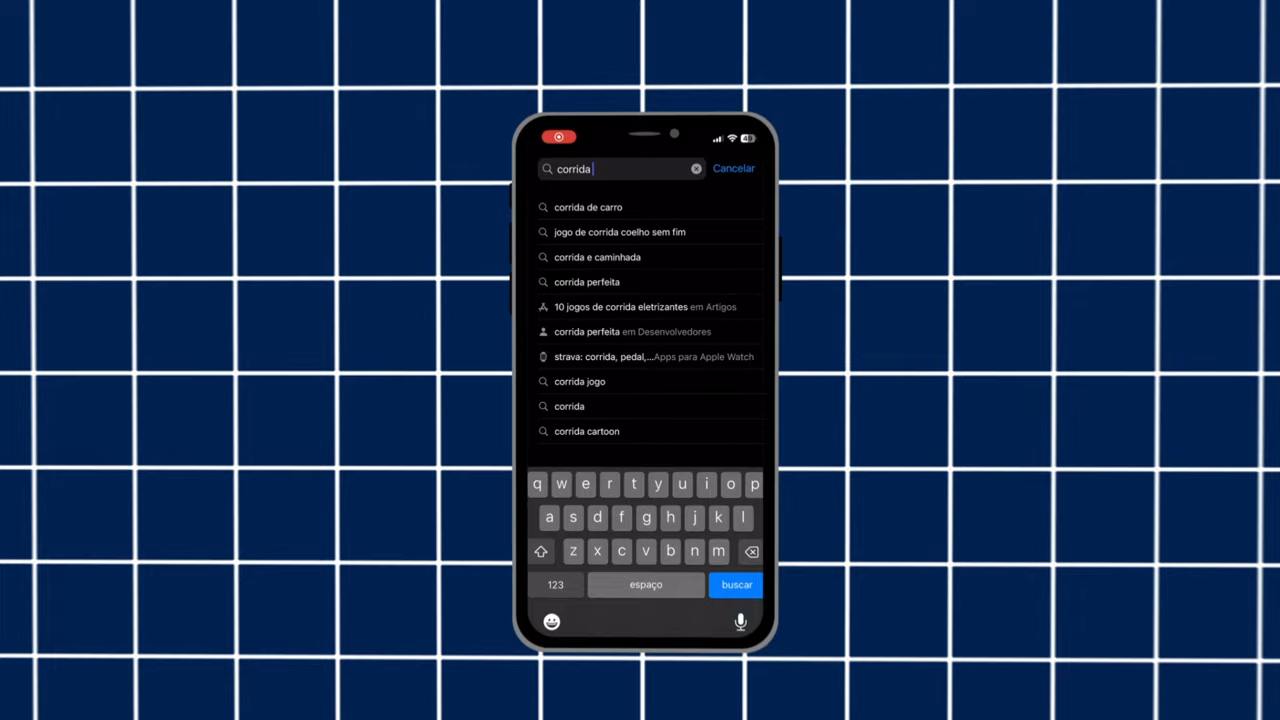 49
corrida
Cancelar
corrida de carro
jogo de corrida coelho sem fim
corrida e caminhada
corrida perfeita
10 jogos de corrida eletrizantes em Artigos
corrida perfeita em Desenvolvedores
strava: corrida, pedal,...Apps para Apple Watch
corrida jogo
corrida
corrida cartoon
q w e r t y u i o p
a s d f g h j k l
z x c v b n m
123 espaço buscar